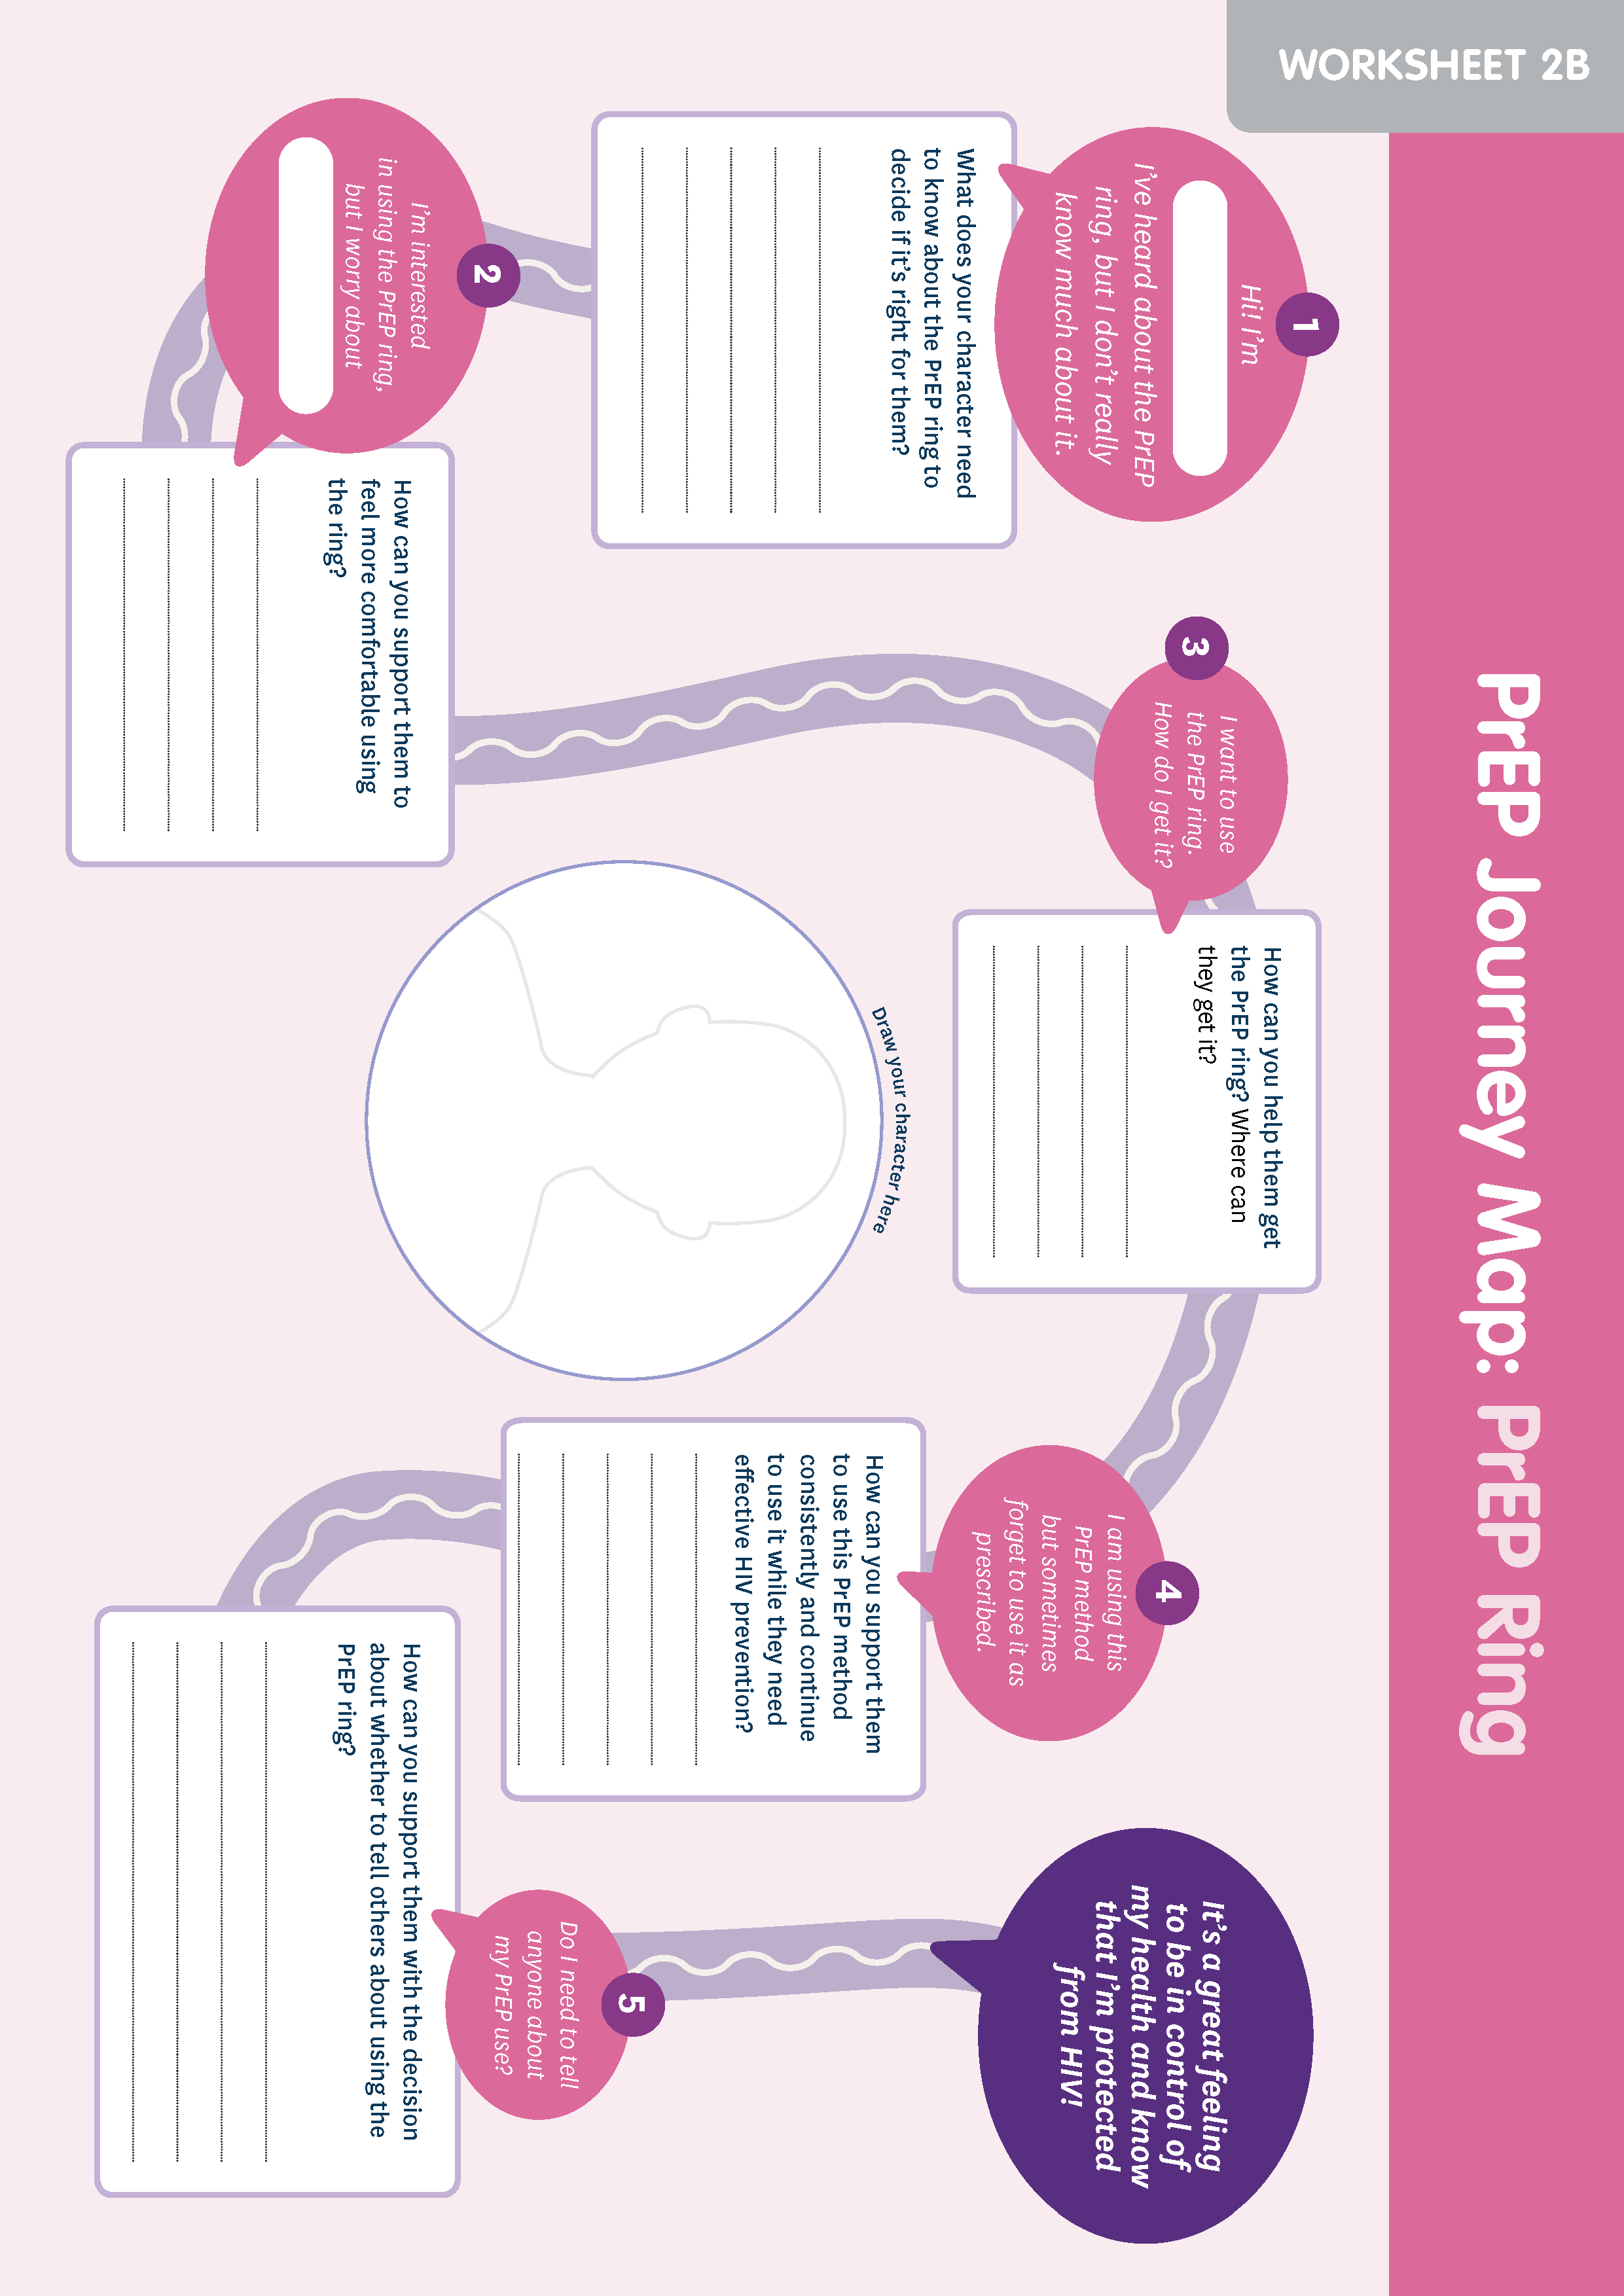 WORKSHEET 2B
PrEP Journey Map: PrEP Ring
1
Hi! I’m
I’ve heard about the PrEP
ring, but I don’t really
know much about it.
What does your character need
to know about the PrEP ring to
decide if it’s right for them?
2
I’m interested
in using the PrEP ring,
but I worry about
How can you support them to
feel more comfortable using
the ring?
3
I want to use
the PrEP ring.
How do I get it?
How can you help them get
the PrEP ring? Where can
they get it?
Draw your character here
4
I am using this
PrEP method
but sometimes
forget to use it as
prescribed.
How can you support them
to use this PrEP method
consistently and continue
to use it while they need
effective HIV prevention?
5
Do I need to tell
anyone about
my PrEP use?
How can you support them with the decision
about whether to tell others about using the
PrEP ring?
It’s a great feeling
to be in control of
my health and know
that I’m protected
from HIV!